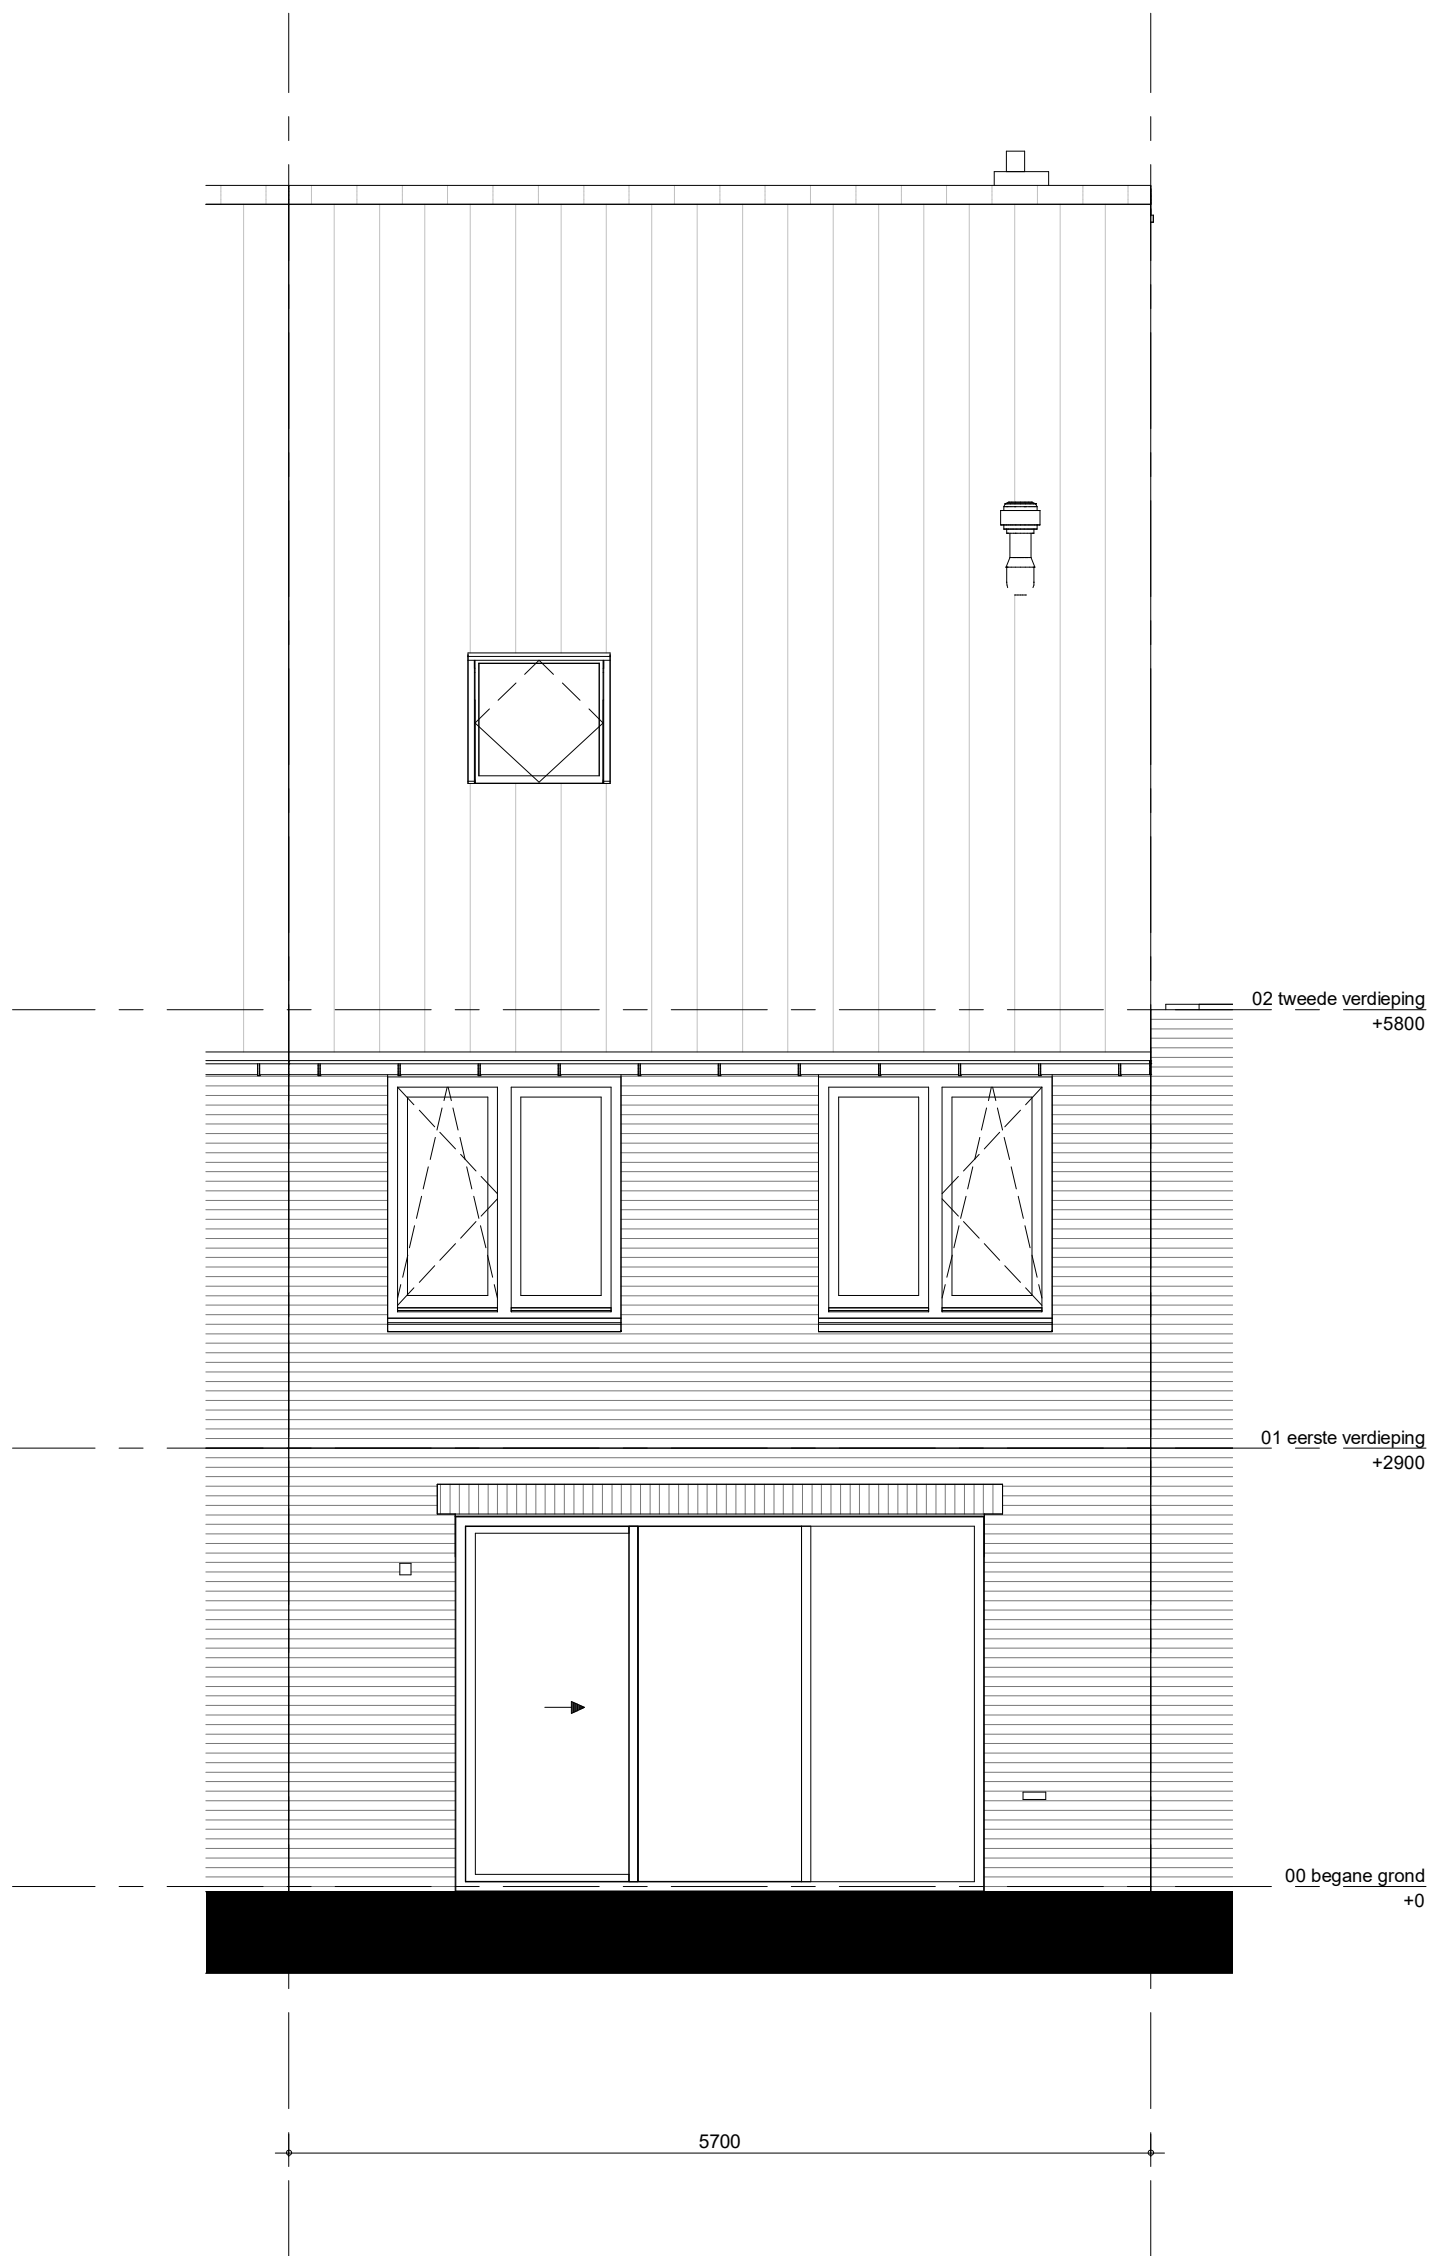 02 tweede verdieping
+5800
01 eerste verdieping
+2900
00 begane grond
+0
5700